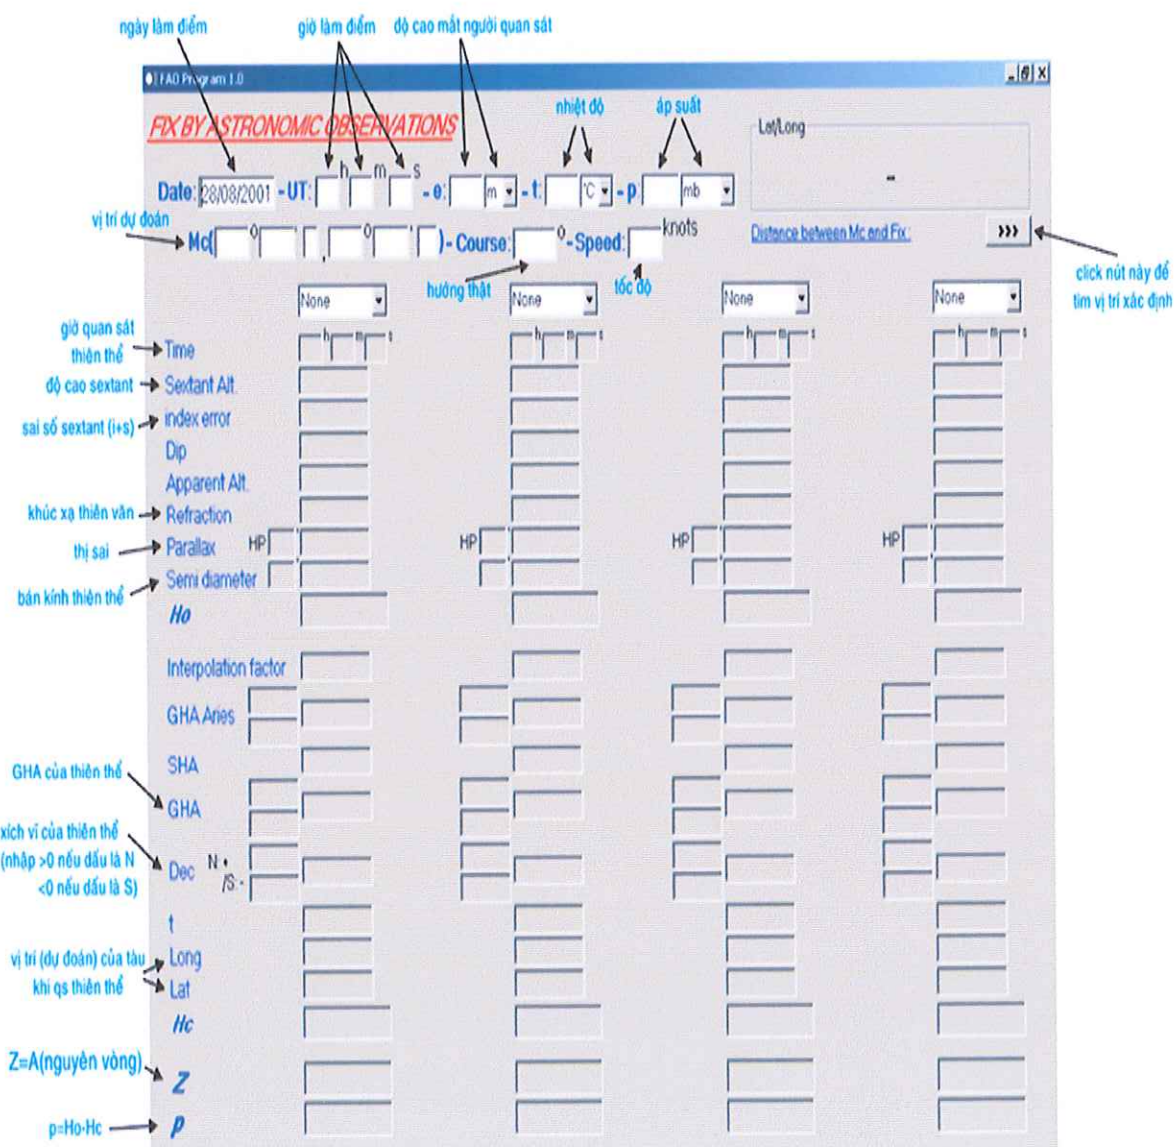 ngày làm điểm giờ làm điểm độ cao mắt người quan sát
FAO Program 1.0
FIX BY ASTRONOMIC OBSERVATIONS
nhiệt độ áp suất
Lat/Long
-
Date: 28/08/2001 - UT: h m s - e: m - t: °C - p: mb
vị trí dự đoán
Mc( o ' , o ' ) - Course: o - Speed: knots
Distance between Mc and Fix: >>>
hướng thật tốc độ
click nút này để
tìm vị trí xác định
None None None None
giờ quan sát
thiên thể
Time h m s h m s h m s h m s
độ cao sextant Sextant Alt.
sai số sextant (i+s) index error
Dip
Apparent Alt.
khúc xạ thiên văn Refraction
thị sai Parallax HP ' HP ' HP ' HP '
bán kính thiên thể Semi diameter ' ' ' '
Ho
Interpolation factor
GHA Aries
SHA
GHA của thiên thể
GHA
xích vĩ của thiên thể
(nhập >0 nếu dấu là N
<0 nếu dấu là S)
Dec N +
/S: -
t
vị trí (dự đoán) của tàu
khi qs thiên thể
Long
Lat
Hc
Z=A(nguyên vòng)
Z
p=Ho-Hc p